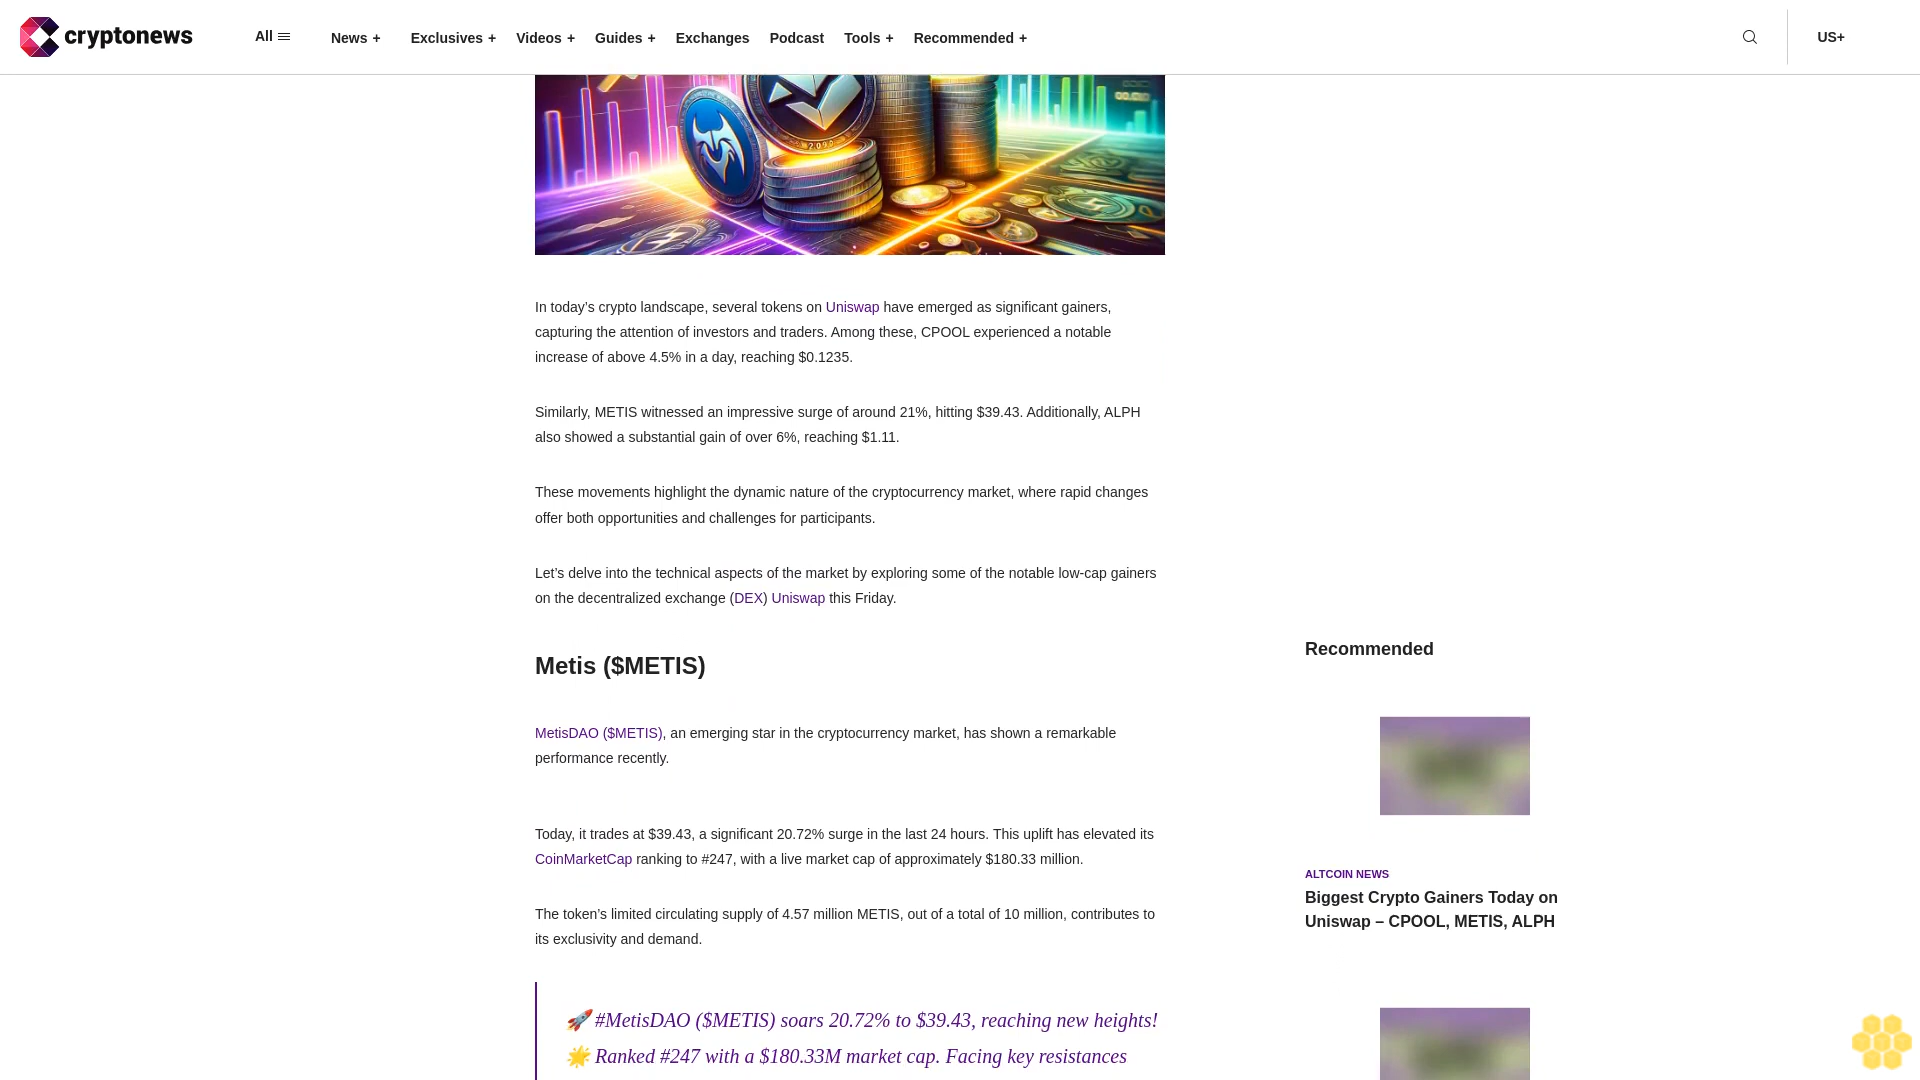 cryptonews
All
News +
Exclusives +
Videos +
Guides +
Exchanges
Podcast
Tools +
Recommended +
US+
In today’s crypto landscape, several tokens on Uniswap have emerged as significant gainers,
capturing the attention of investors and traders. Among these, CPOOL experienced a notable
increase of above 4.5% in a day, reaching $0.1235.
Similarly, METIS witnessed an impressive surge of around 21%, hitting $39.43. Additionally, ALPH
also showed a substantial gain of over 6%, reaching $1.11.
These movements highlight the dynamic nature of the cryptocurrency market, where rapid changes
offer both opportunities and challenges for participants.
Let’s delve into the technical aspects of the market by exploring some of the notable low-cap gainers
on the decentralized exchange (DEX) Uniswap this Friday.
Metis ($METIS)
MetisDAO ($METIS), an emerging star in the cryptocurrency market, has shown a remarkable
performance recently.
Today, it trades at $39.43, a significant 20.72% surge in the last 24 hours. This uplift has elevated its
CoinMarketCap ranking to #247, with a live market cap of approximately $180.33 million.
The token’s limited circulating supply of 4.57 million METIS, out of a total of 10 million, contributes to
its exclusivity and demand.
🚀 #MetisDAO ($METIS) soars 20.72% to $39.43, reaching new heights!
🌟 Ranked #247 with a $180.33M market cap. Facing key resistances
Recommended
ALTCOIN NEWS
Biggest Crypto Gainers Today on
Uniswap – CPOOL, METIS, ALPH